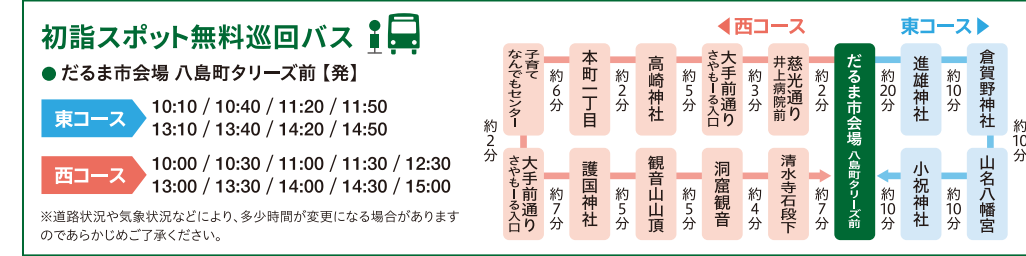 初詣スポット無料巡回バス
●だるま市会場 八島町タリーズ前【発】
東コース
10:10 / 10:40 / 11:20 / 11:50
13:10 / 13:40 / 14:20 / 14:50
西コース
10:00 / 10:30 / 11:00 / 11:30 / 12:30
13:00 / 13:30 / 14:00 / 14:30 / 15:00
※道路状況や気象状況などにより、多少時間が変更になる場合があります
のであらかじめご了承ください。
◀西コース
東コース▶
だるま市会場 八島町タリーズ前
約2分
慈光通り
井上病院前
約3分
大手前通り
さやもーる入口
約5分
高崎神社
約2分
本町一丁目
約6分
子育て
なんでもセンター
約2分
大手前通り
さやもーる入口
約7分
護国神社
約5分
観音山山頂
約5分
洞窟観音
約4分
清水寺石段下
約7分
約20分
進雄神社
約10分
倉賀野神社
約10分
山名八幡宮
約10分
小祝神社
約10分